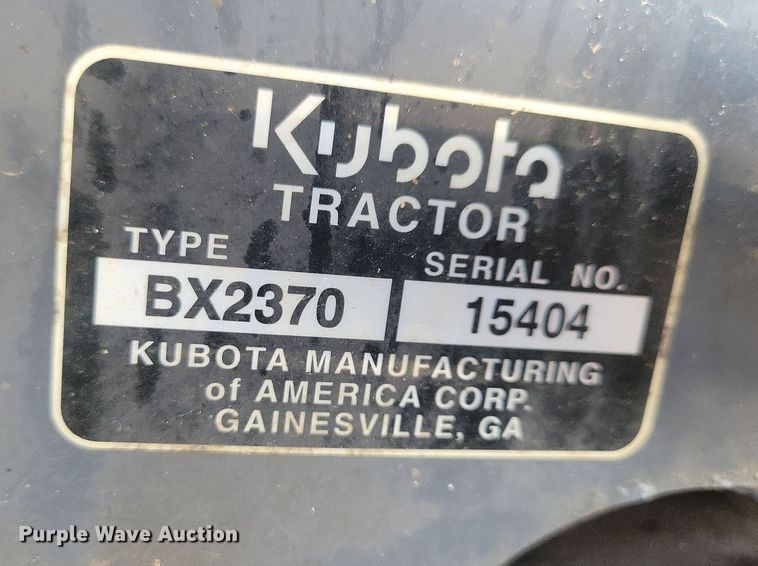 Kubota
TRACTOR
TYPE SERIAL NO.
BX2370 15404
KUBOTA MANUFACTURING
of AMERICA CORP.
GAINESVILLE, GA
Purple Wave Auction